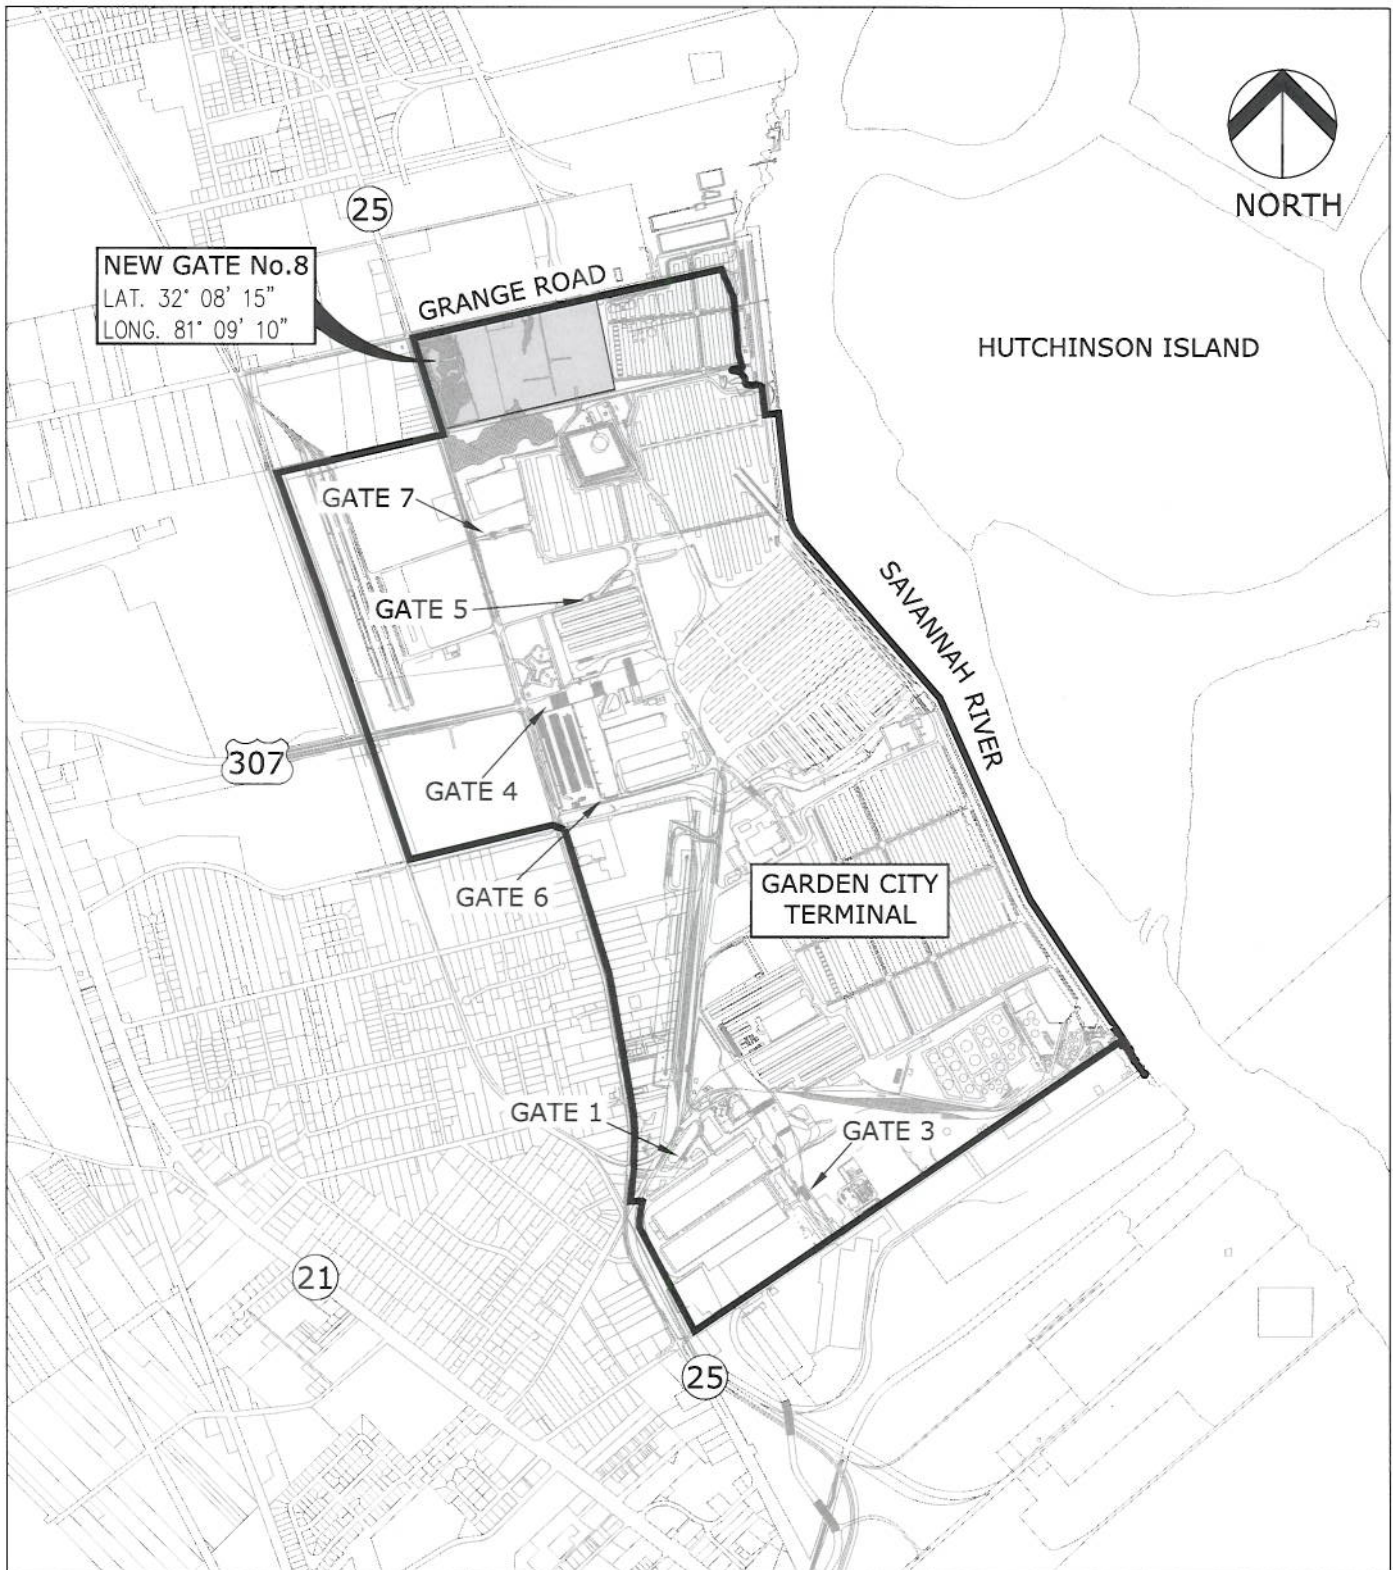 NORTH
25
NEW GATE No.8
LAT. 32° 08' 15"
LONG. 81° 09' 10"
GRANGE ROAD
HUTCHINSON ISLAND
GATE 7
GATE 5
SAVANNAH RIVER
307
GATE 4
GATE 6
GARDEN CITY
TERMINAL
GATE 1
GATE 3
21
25